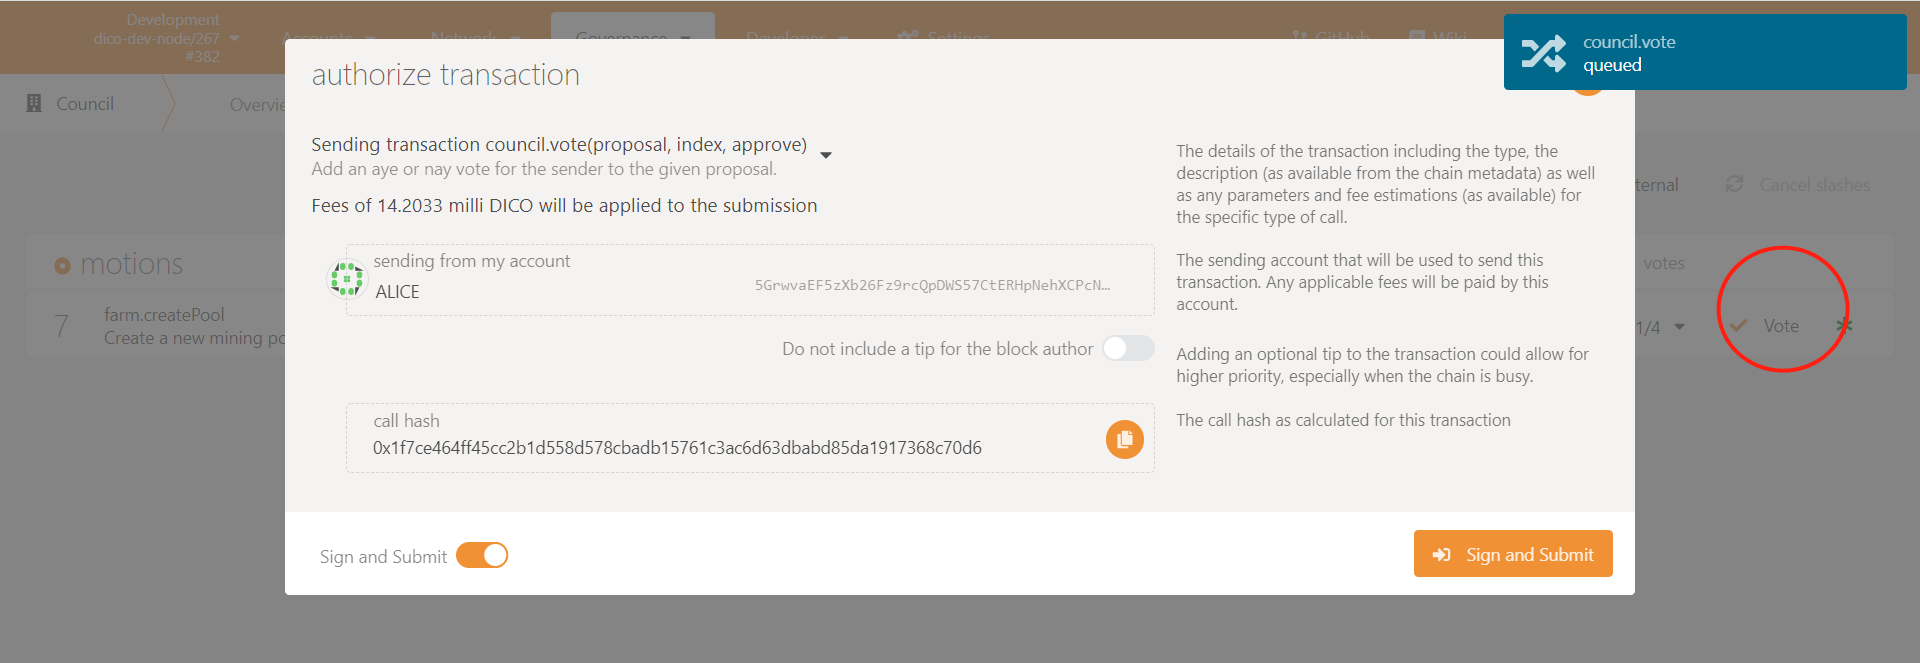 Development
dico-dev-node/267
#382
Accounts
Network
Governance
Developer
Settings
GitHub
Wiki
council.vote
queued
Council
Overvie
authorize transaction
Sending transaction council.vote(proposal, index, approve)
Add an aye or nay vote for the sender to the given proposal.
Fees of 14.2033 milli DICO will be applied to the submission
The details of the transaction including the type, the
description (as available from the chain metadata) as well
as any parameters and fee estimations (as available) for
the specific type of call.
ternal
Cancel slashes
motions
votes
sending from my account
ALICE
5GrwvaEF5zXb26Fz9rcQpDWS57CtERHpNehXCPcN…
The sending account that will be used to send this
transaction. Any applicable fees will be paid by this
account.
7
farm.createPool
Create a new mining po
1/4
Vote
Do not include a tip for the block author
Adding an optional tip to the transaction could allow for
higher priority, especially when the chain is busy.
call hash
0x1f7ce464ff45cc2b1d558d578cbadb15761c3ac6d63dbabd85da1917368c70d6
The call hash as calculated for this transaction
Sign and Submit
Sign and Submit